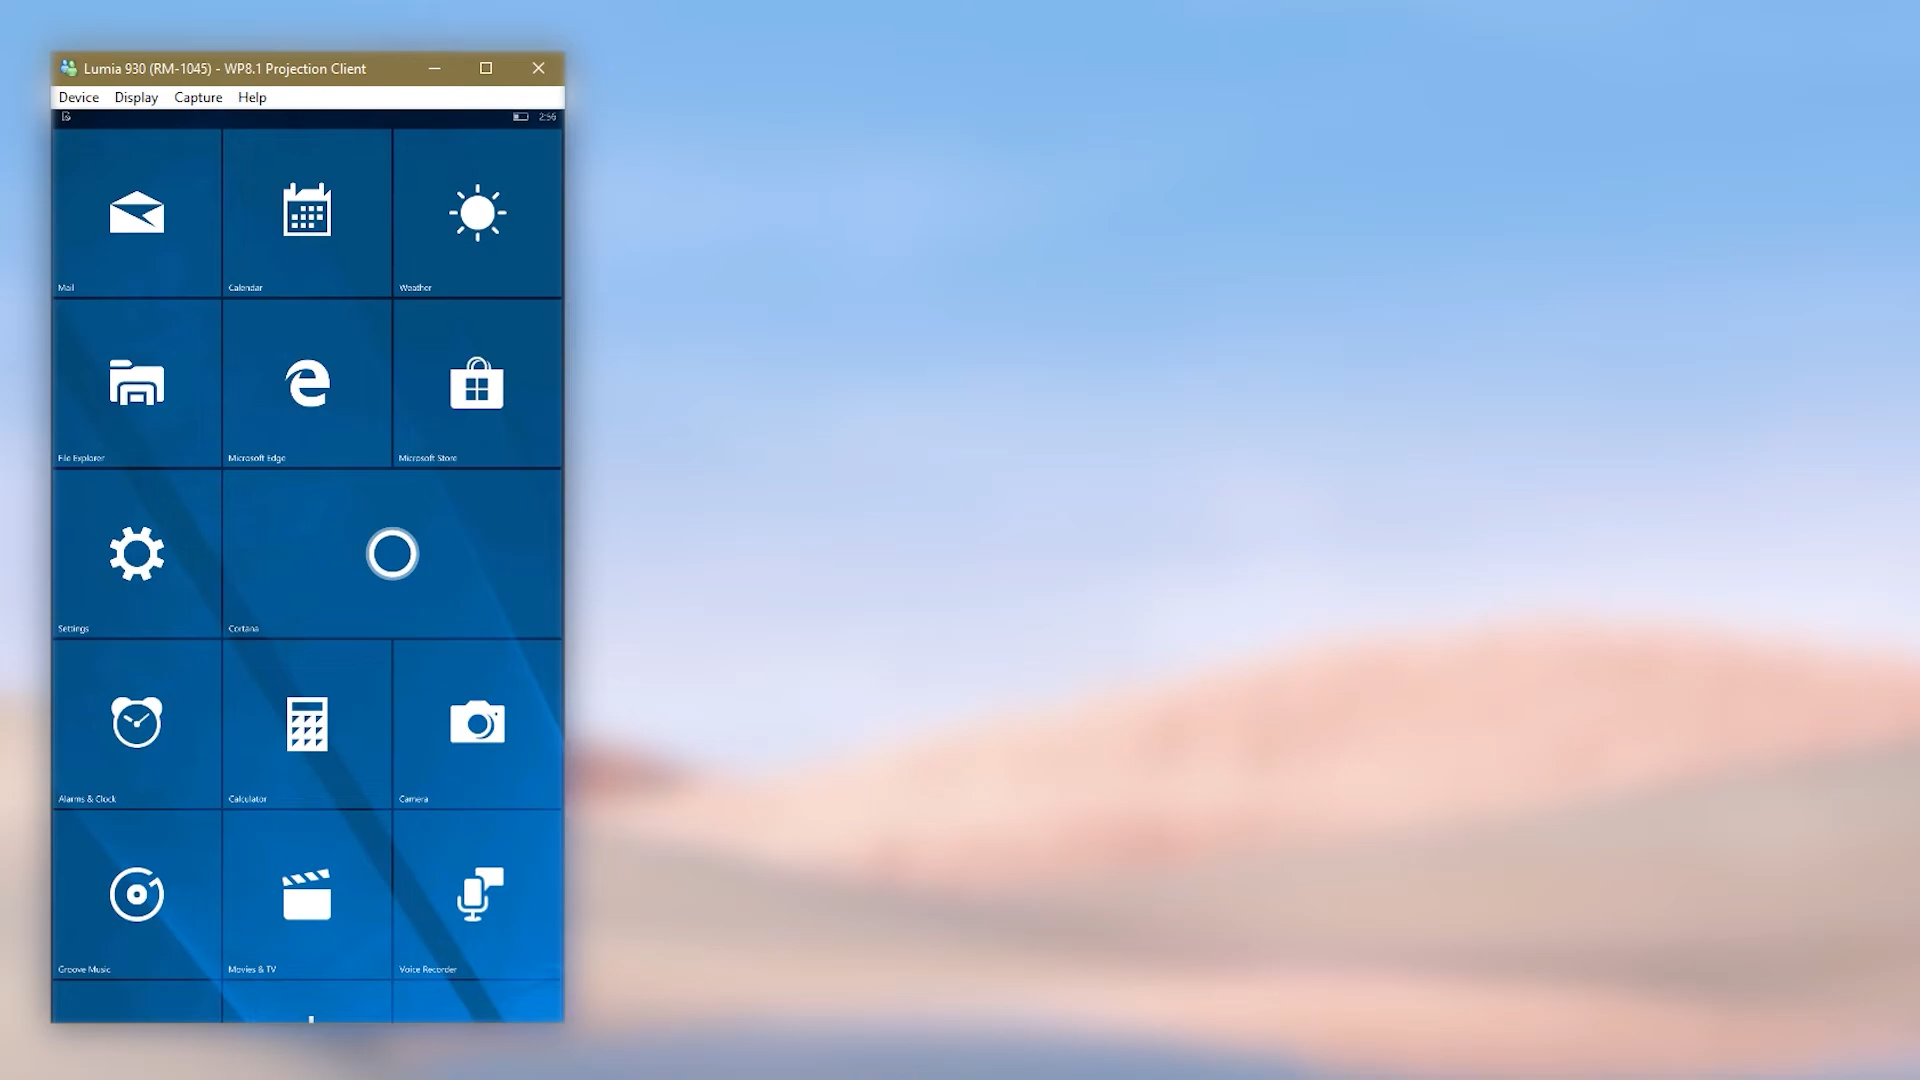 Lumia 930 (RM-1045) - WP8.1 Projection Client
Device Display Capture Help
2:56
Mail Calendar Weather
File Explorer Microsoft Edge Microsoft Store
Settings Cortana
Alarms & Clock Calculator Camera
Groove Music Movies & TV Voice Recorder